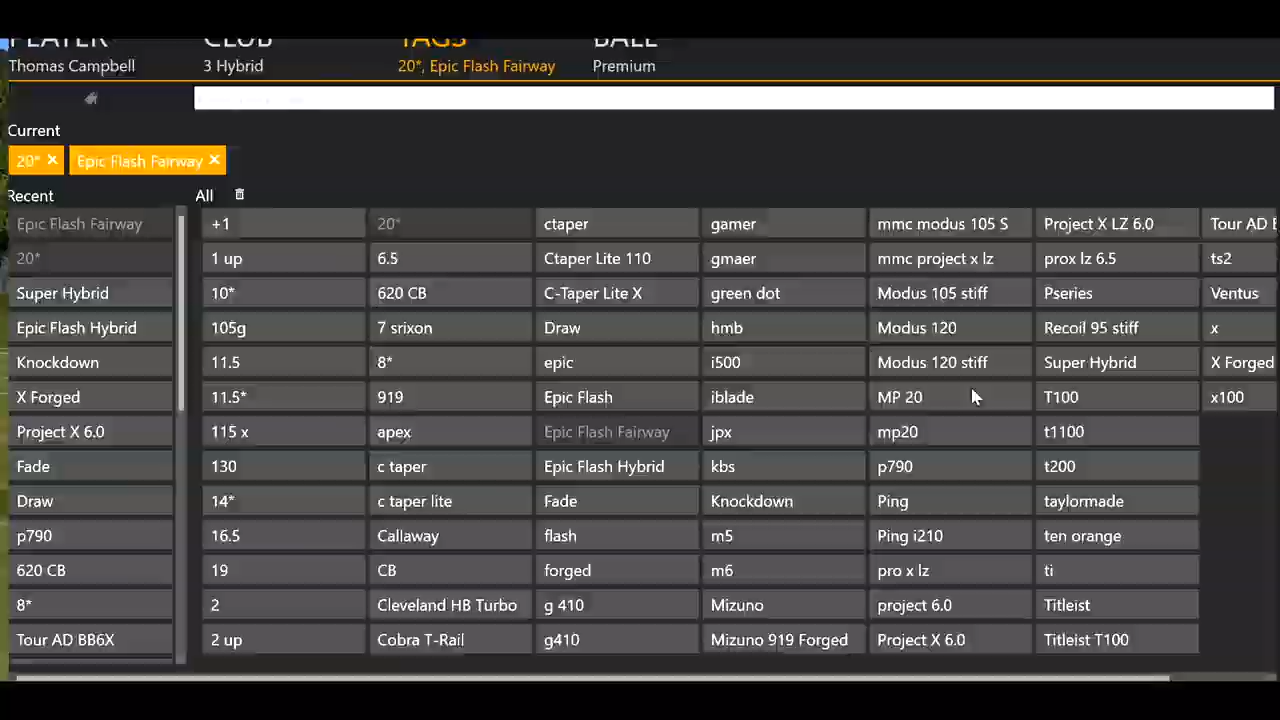 PLAYER CLUB TAGS BALL
Thomas Campbell 3 Hybrid 20*, Epic Flash Fairway Premium
Current
20* × Epic Flash Fairway ×
Recent All
Epic Flash Fairway +1 20* ctaper gamer mmc modus 105 S Project X LZ 6.0 Tour AD
20* 1 up 6.5 Ctaper Lite 110 gmaer mmc project x lz prox lz 6.5 ts2
Super Hybrid 10* 620 CB C-Taper Lite X green dot Modus 105 stiff Pseries Ventus
Epic Flash Hybrid 105g 7 srixon Draw hmb Modus 120 Recoil 95 stiff x
Knockdown 11.5 8* epic i500 Modus 120 stiff Super Hybrid X Forged
X Forged 11.5* 919 Epic Flash iblade MP 20 T100 x100
Project X 6.0 115 x apex Epic Flash Fairway jpx mp20 t1100
Fade 130 c taper Epic Flash Hybrid kbs p790 t200
Draw 14* c taper lite Fade Knockdown Ping taylormade
p790 16.5 Callaway flash m5 Ping i210 ten orange
620 CB 19 CB forged m6 pro x lz ti
8* 2 Cleveland HB Turbo g 410 Mizuno project 6.0 Titleist
Tour AD BB6X 2 up Cobra T-Rail g410 Mizuno 919 Forged Project X 6.0 Titleist T100